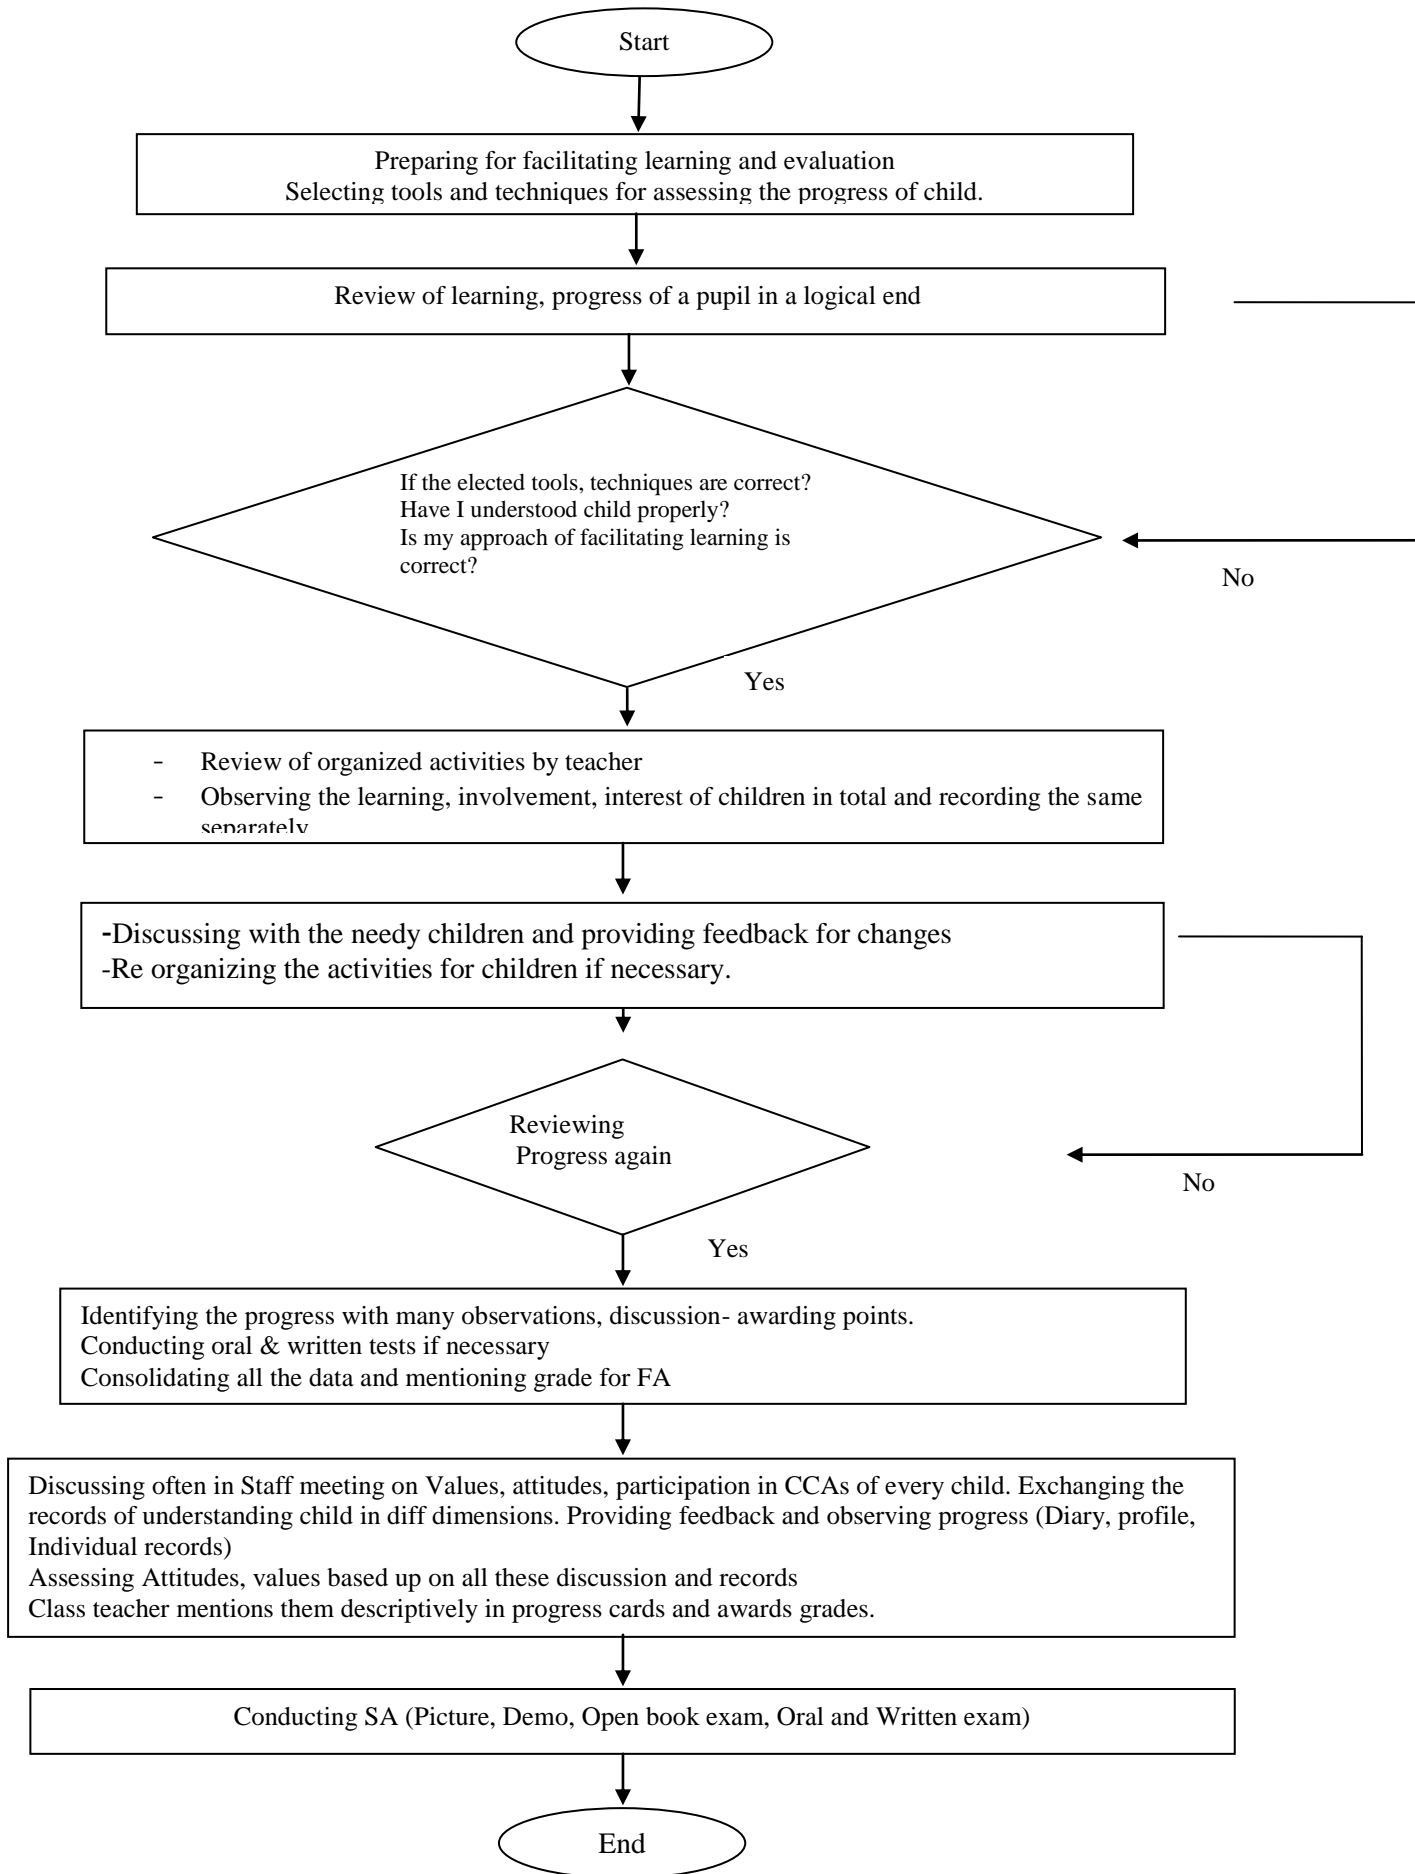 Start
Preparing for facilitating learning and evaluation
Selecting tools and techniques for assessing the progress of child.
Review of learning, progress of a pupil in a logical end
If the elected tools, techniques are correct?
Have I understood child properly?
Is my approach of facilitating learning is
correct?
No
Yes
- Review of organized activities by teacher
- Observing the learning, involvement, interest of children in total and recording the same
separately
-Discussing with the needy children and providing feedback for changes
-Re organizing the activities for children if necessary.
Reviewing
Progress again
No
Yes
Identifying the progress with many observations, discussion- awarding points.
Conducting oral & written tests if necessary
Consolidating all the data and mentioning grade for FA
Discussing often in Staff meeting on Values, attitudes, participation in CCAs of every child. Exchanging the
records of understanding child in diff dimensions. Providing feedback and observing progress (Diary, profile,
Individual records)
Assessing Attitudes, values based up on all these discussion and records
Class teacher mentions them descriptively in progress cards and awards grades.
Conducting SA (Picture, Demo, Open book exam, Oral and Written exam)
End